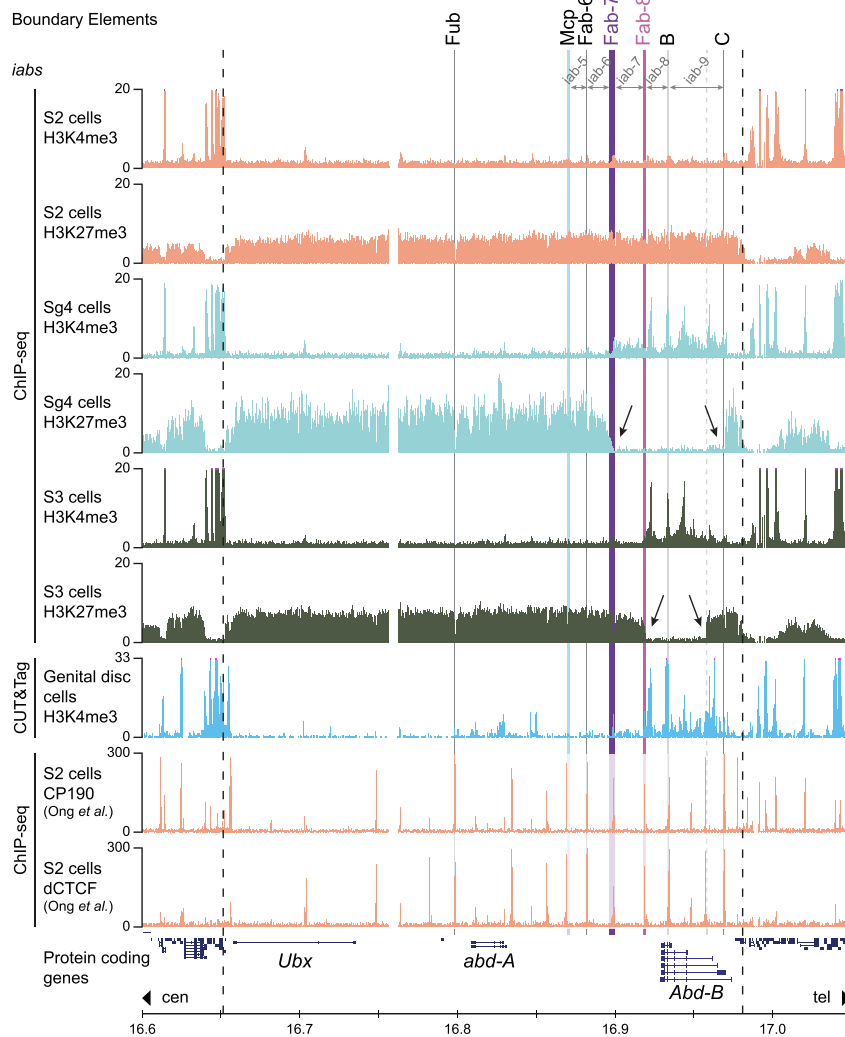 Boundary Elements
Fub
Mcp
Fab-6
Fab-7
Fab-8
B
C
iabs
iab-5
iab-6
iab-7
iab-8
iab-9
ChIP-seq
20
S2 cells
H3K4me3
0
20
S2 cells
H3K27me3
0
20
Sg4 cells
H3K4me3
0
20
Sg4 cells
H3K27me3
0
20
S3 cells
H3K4me3
0
20
S3 cells
H3K27me3
0
CUT&Tag
33
Genital disc
cells
H3K4me3
0
ChIP-seq
300
S2 cells
CP190
(Ong et al.)
0
300
S2 cells
dCTCF
(Ong et al.)
0
Protein coding
genes
Ubx
abd-A
Abd-B
cen
tel
16.6 16.7 16.8 16.9 17.0